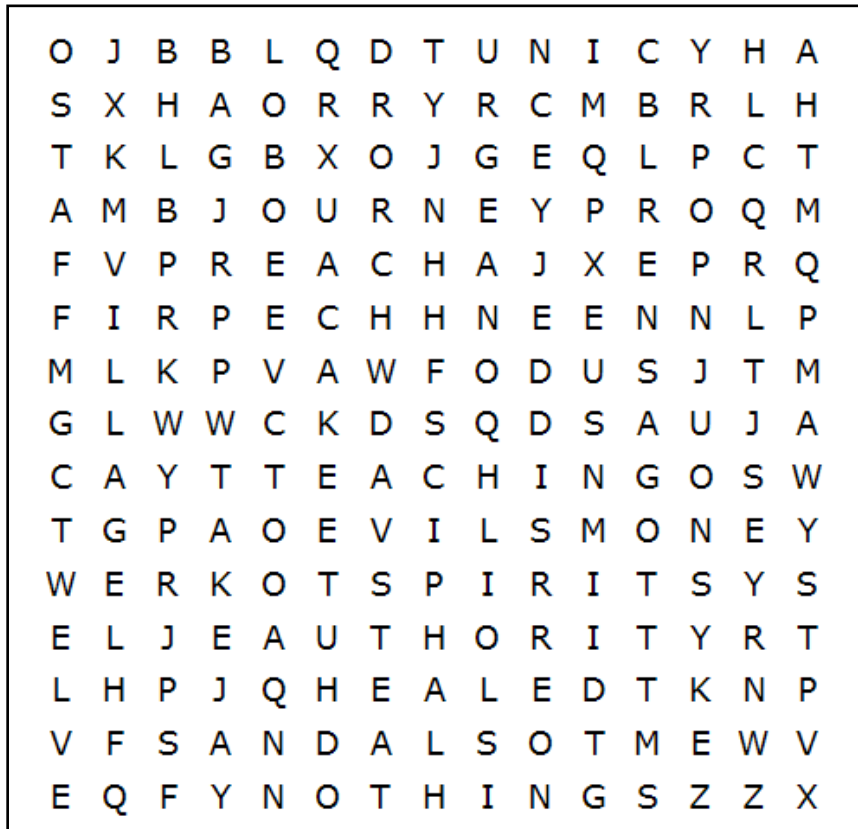 O J B B L Q D T U N I C Y H A
S X H A O R R Y R C M B R L H
T K L G B X O J G E Q L P C T
A M B J O U R N E Y P R O Q M
F V P R E A C H A J X E P R Q
F I R P E C H H N E E N N L P
M L K P V A W F O D U S J T M
G L W W C K D S Q D S A U J A
C A Y T T E A C H I N G O S W
T G P A O E V I L S M O N E Y
W E R K O T S P I R I T S Y S
E L J E A U T H O R I T Y R T
L H P J Q H E A L E D T K N P
V F S A N D A L S O T M E W V
E Q F Y N O T H I N G S Z Z X